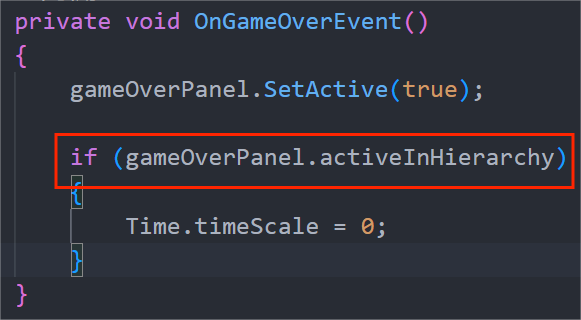 private void OnGameOverEvent()
{
gameOverPanel.SetActive(true);
if (gameOverPanel.activeInHierarchy)
{
Time.timeScale = 0;
}
}